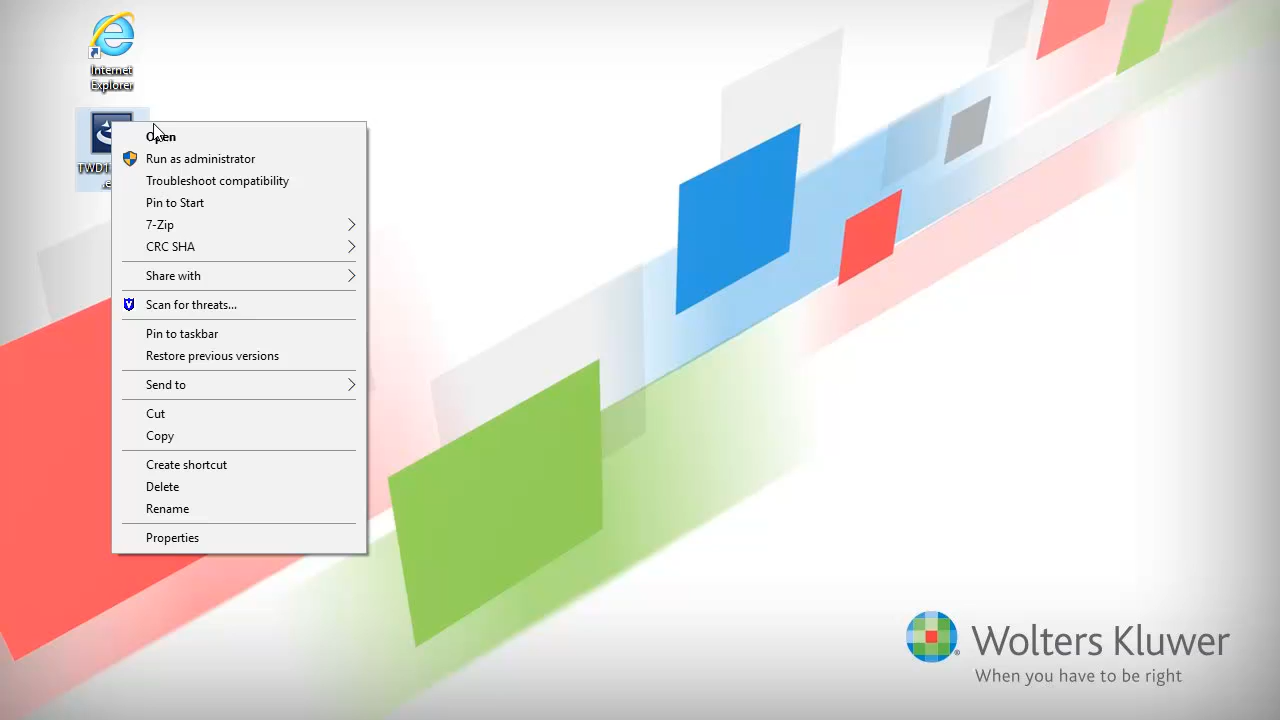 Internet
Explorer
TWD1
.e
Open
Run as administrator
Troubleshoot compatibility
Pin to Start
7-Zip
CRC SHA
Share with
Scan for threats...
Pin to taskbar
Restore previous versions
Send to
Cut
Copy
Create shortcut
Delete
Rename
Properties
Wolters Kluwer
When you have to be right